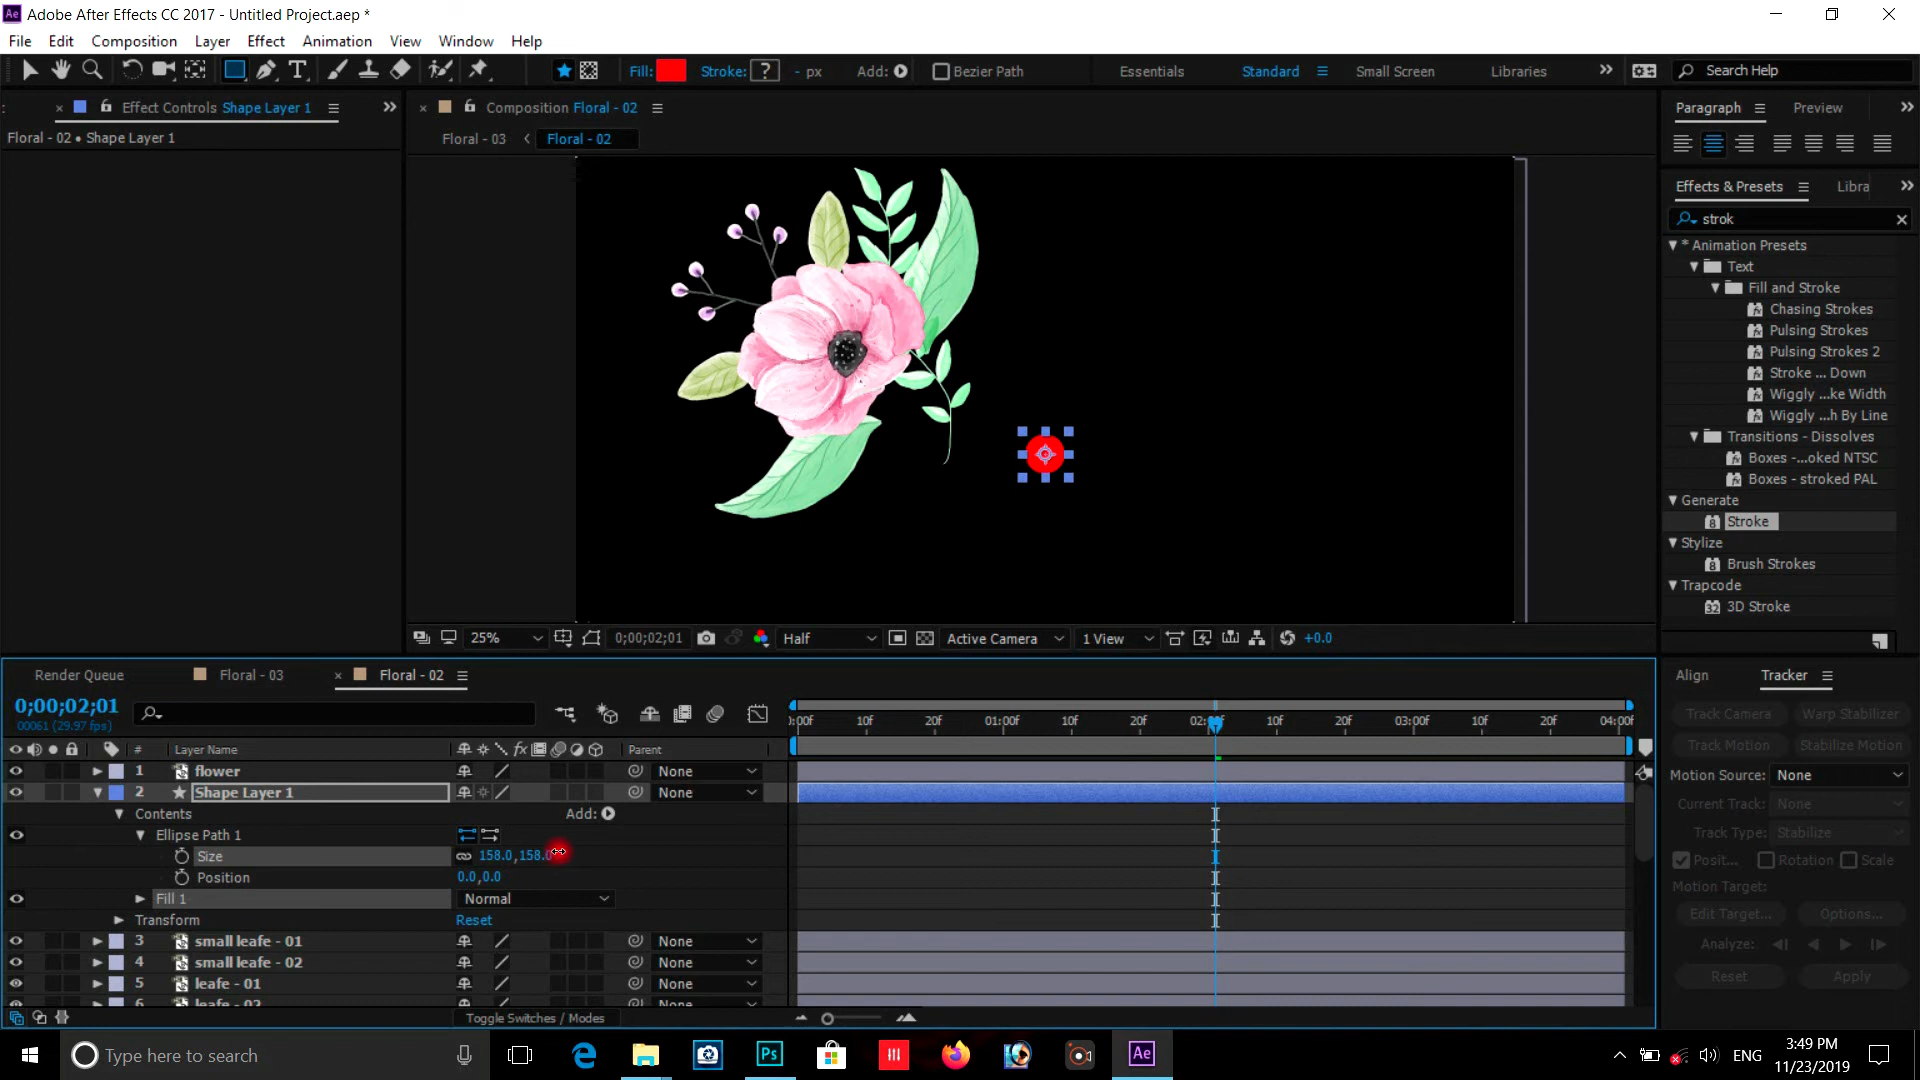 Adobe After Effects CC 2017 - Untitled Project.aep *
File Edit Composition Layer Effect Animation View Window Help
Fill: Stroke: ? - px Add: Bezier Path Essentials Standard Small Screen Libraries Search Help
Effect Controls Shape Layer 1 Composition Floral - 02 Paragraph Preview
Floral - 02 • Shape Layer 1 Floral - 03 Floral - 02
Effects & Presets Libra
strok
* Animation Presets
Text
Fill and Stroke
Chasing Strokes
Pulsing Strokes
Pulsing Strokes 2
Stroke ... Down
Wiggly ...ke Width
Wiggly ...h By Line
Transitions - Dissolves
Boxes -...oked NTSC
Boxes - stroked PAL
Generate
Stroke
Stylize
Brush Strokes
Trapcode
3D Stroke
25% 0;00;02;01 Half Active Camera 1 View +0.0
Render Queue Floral - 03 Floral - 02 Align Tracker
0;00;02;01
00061 (29.97 fps)
:00f 10f 20f 01:00f 10f 20f 02:00f 10f 20f 03:00f 10f 20f 04:00f
# Layer Name Parent
1 flower None
2 Shape Layer 1 None
Contents Add:
Ellipse Path 1
Size 158.0,158.0
Position 0.0,0.0
Fill 1 Normal
Transform Reset
3 small leafe - 01 None
4 small leafe - 02 None
5 leafe - 01 None
6 leafe - 02 None
Toggle Switches / Modes
Track Camera Warp Stabilizer
Track Motion Stabilize Motion
Motion Source: None
Current Track: None
Track Type: Stabilize
Posit... Rotation Scale
Motion Target:
Edit Target... Options...
Analyze:
Reset Apply
Type here to search
ENG
3:49 PM
11/23/2019